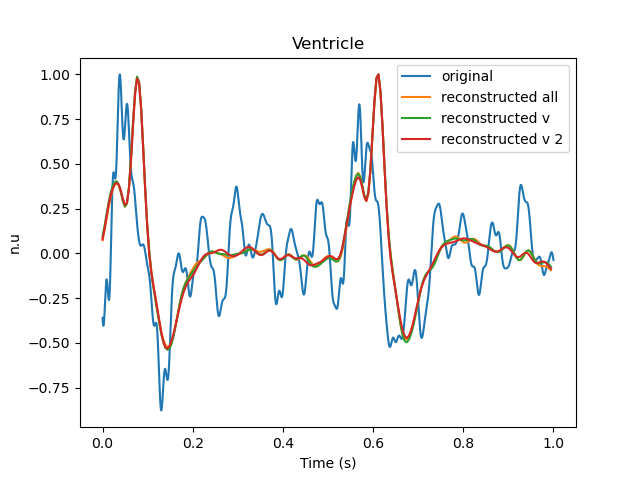 Ventricle
original
reconstructed all
reconstructed v
reconstructed v 2
1.00
0.75
0.50
0.25
0.00
−0.25
−0.50
−0.75
n.u
0.0 0.2 0.4 0.6 0.8 1.0
Time (s)